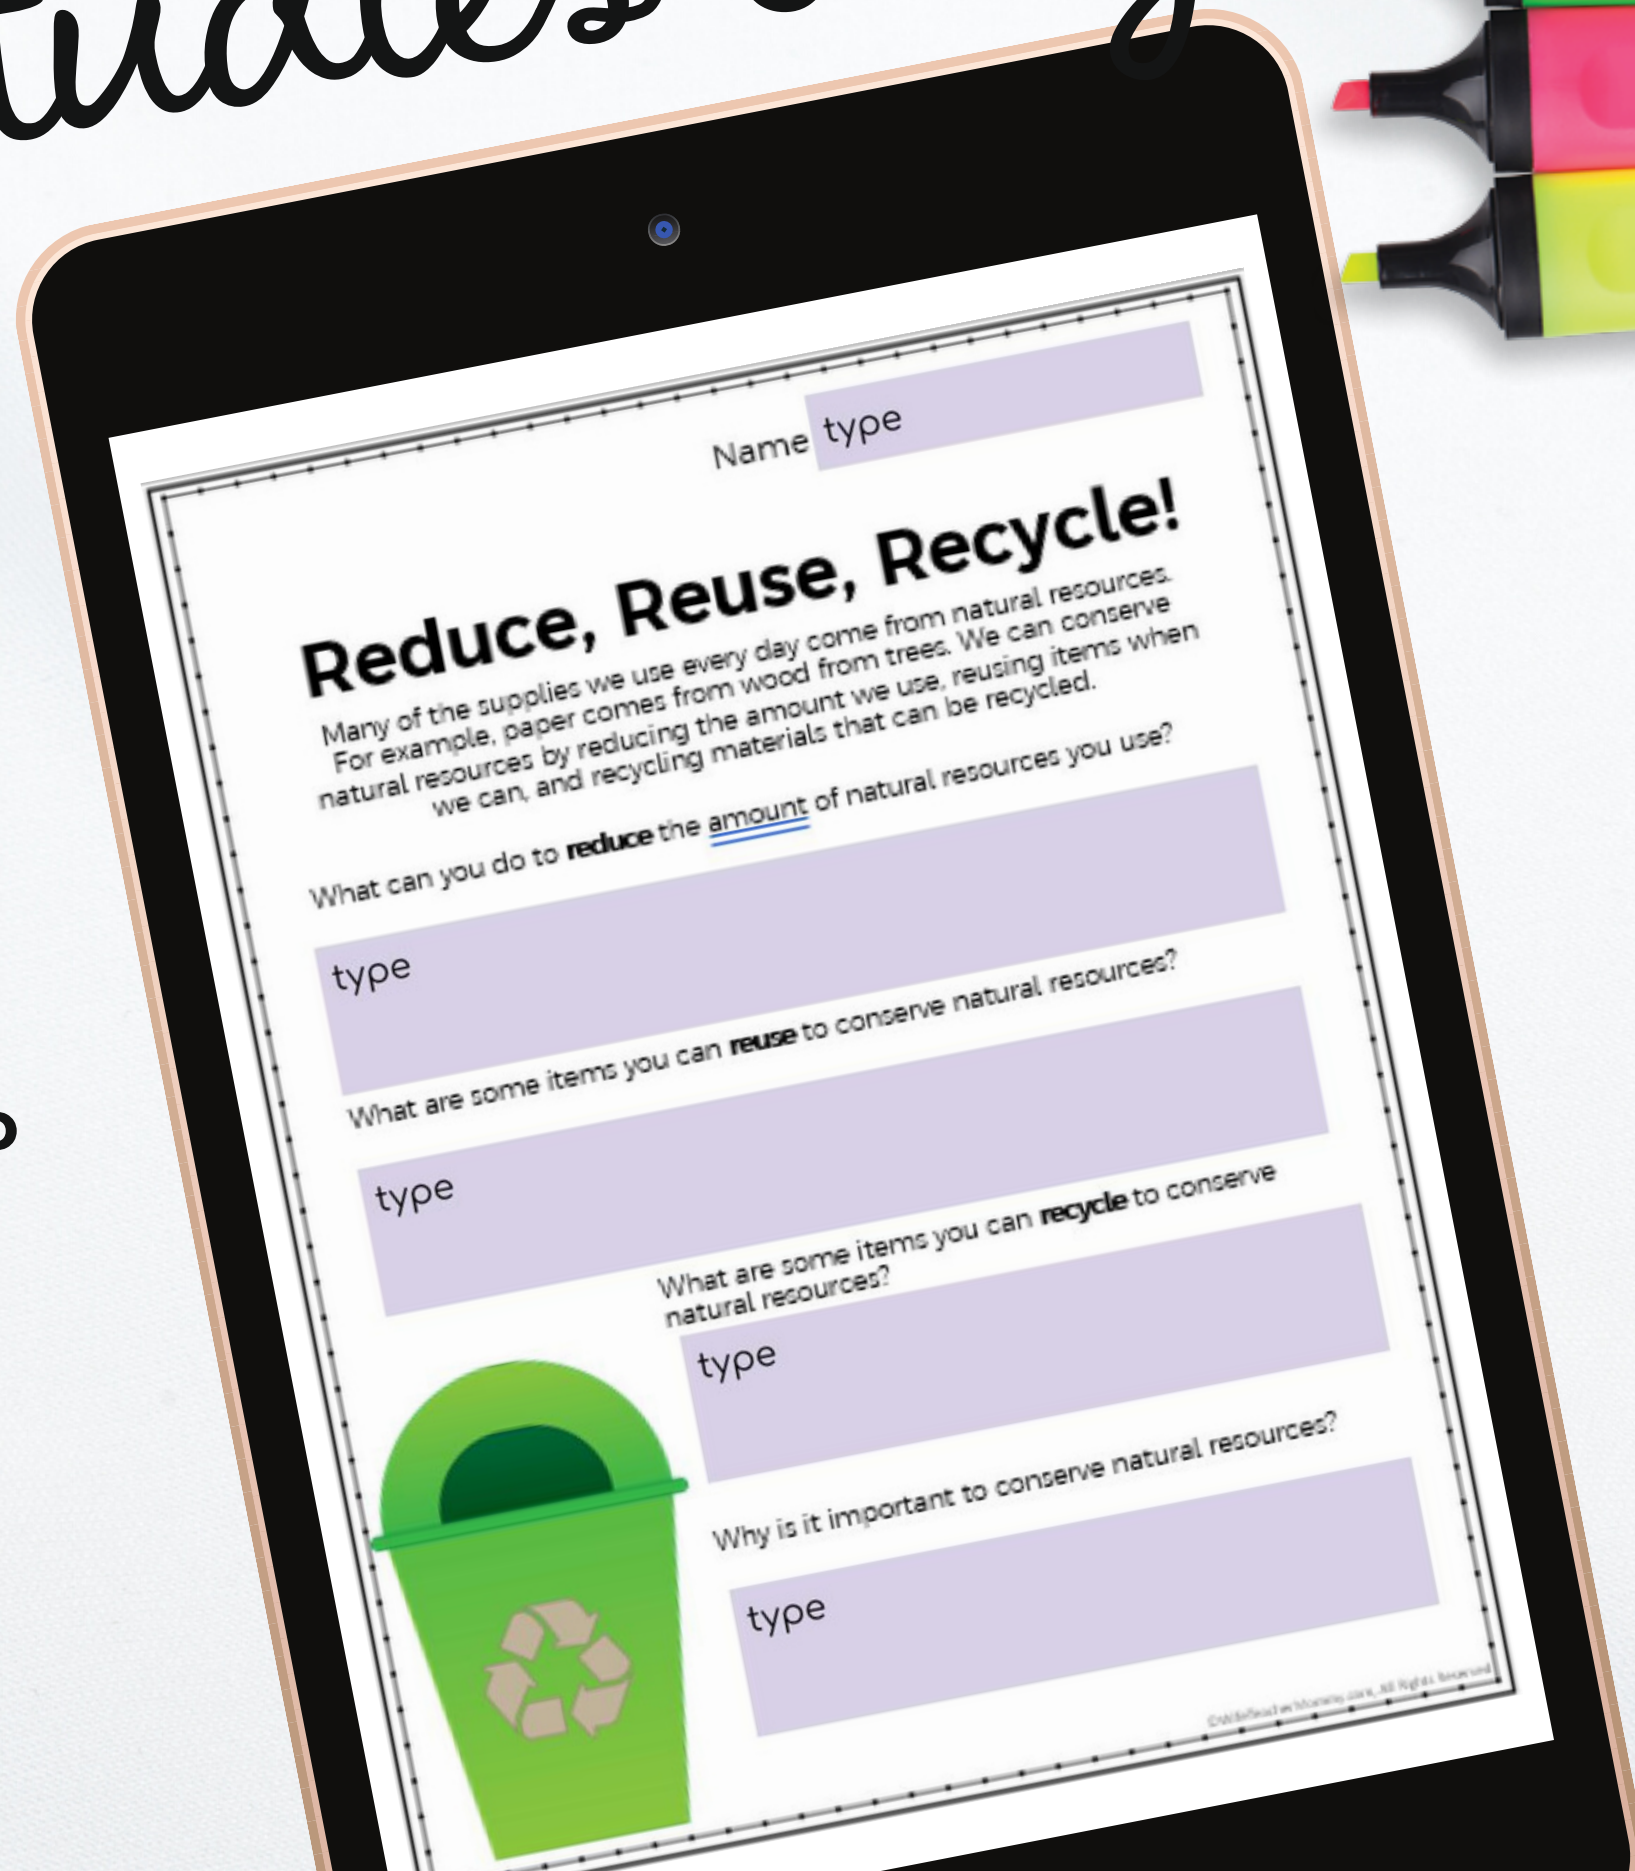 Name type
Reduce, Reuse, Recycle!
Many of the supplies we use every day come from natural resources.
For example, paper comes from wood from trees. We can conserve
natural resources by reducing the amount we use, reusing items when
we can, and recycling materials that can be recycled.
What can you do to reduce the amount of natural resources you use?
type
What are some items you can reuse to conserve natural resources?
type
What are some items you can recycle to conserve
natural resources?
type
Why is it important to conserve natural resources?
type
©WifeTeacherMommy.com, All Rights Reserved